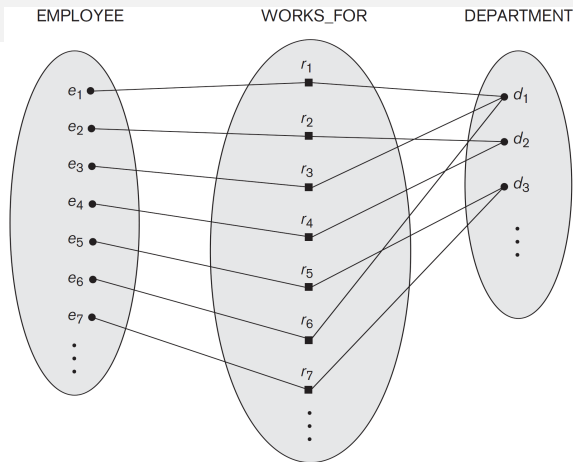 EMPLOYEE WORKS_FOR DEPARTMENT
r1
e1 d1
r2
e2 d2
e3 r3 d3
e4 r4
e5 r5
e6 r6
e7 r7